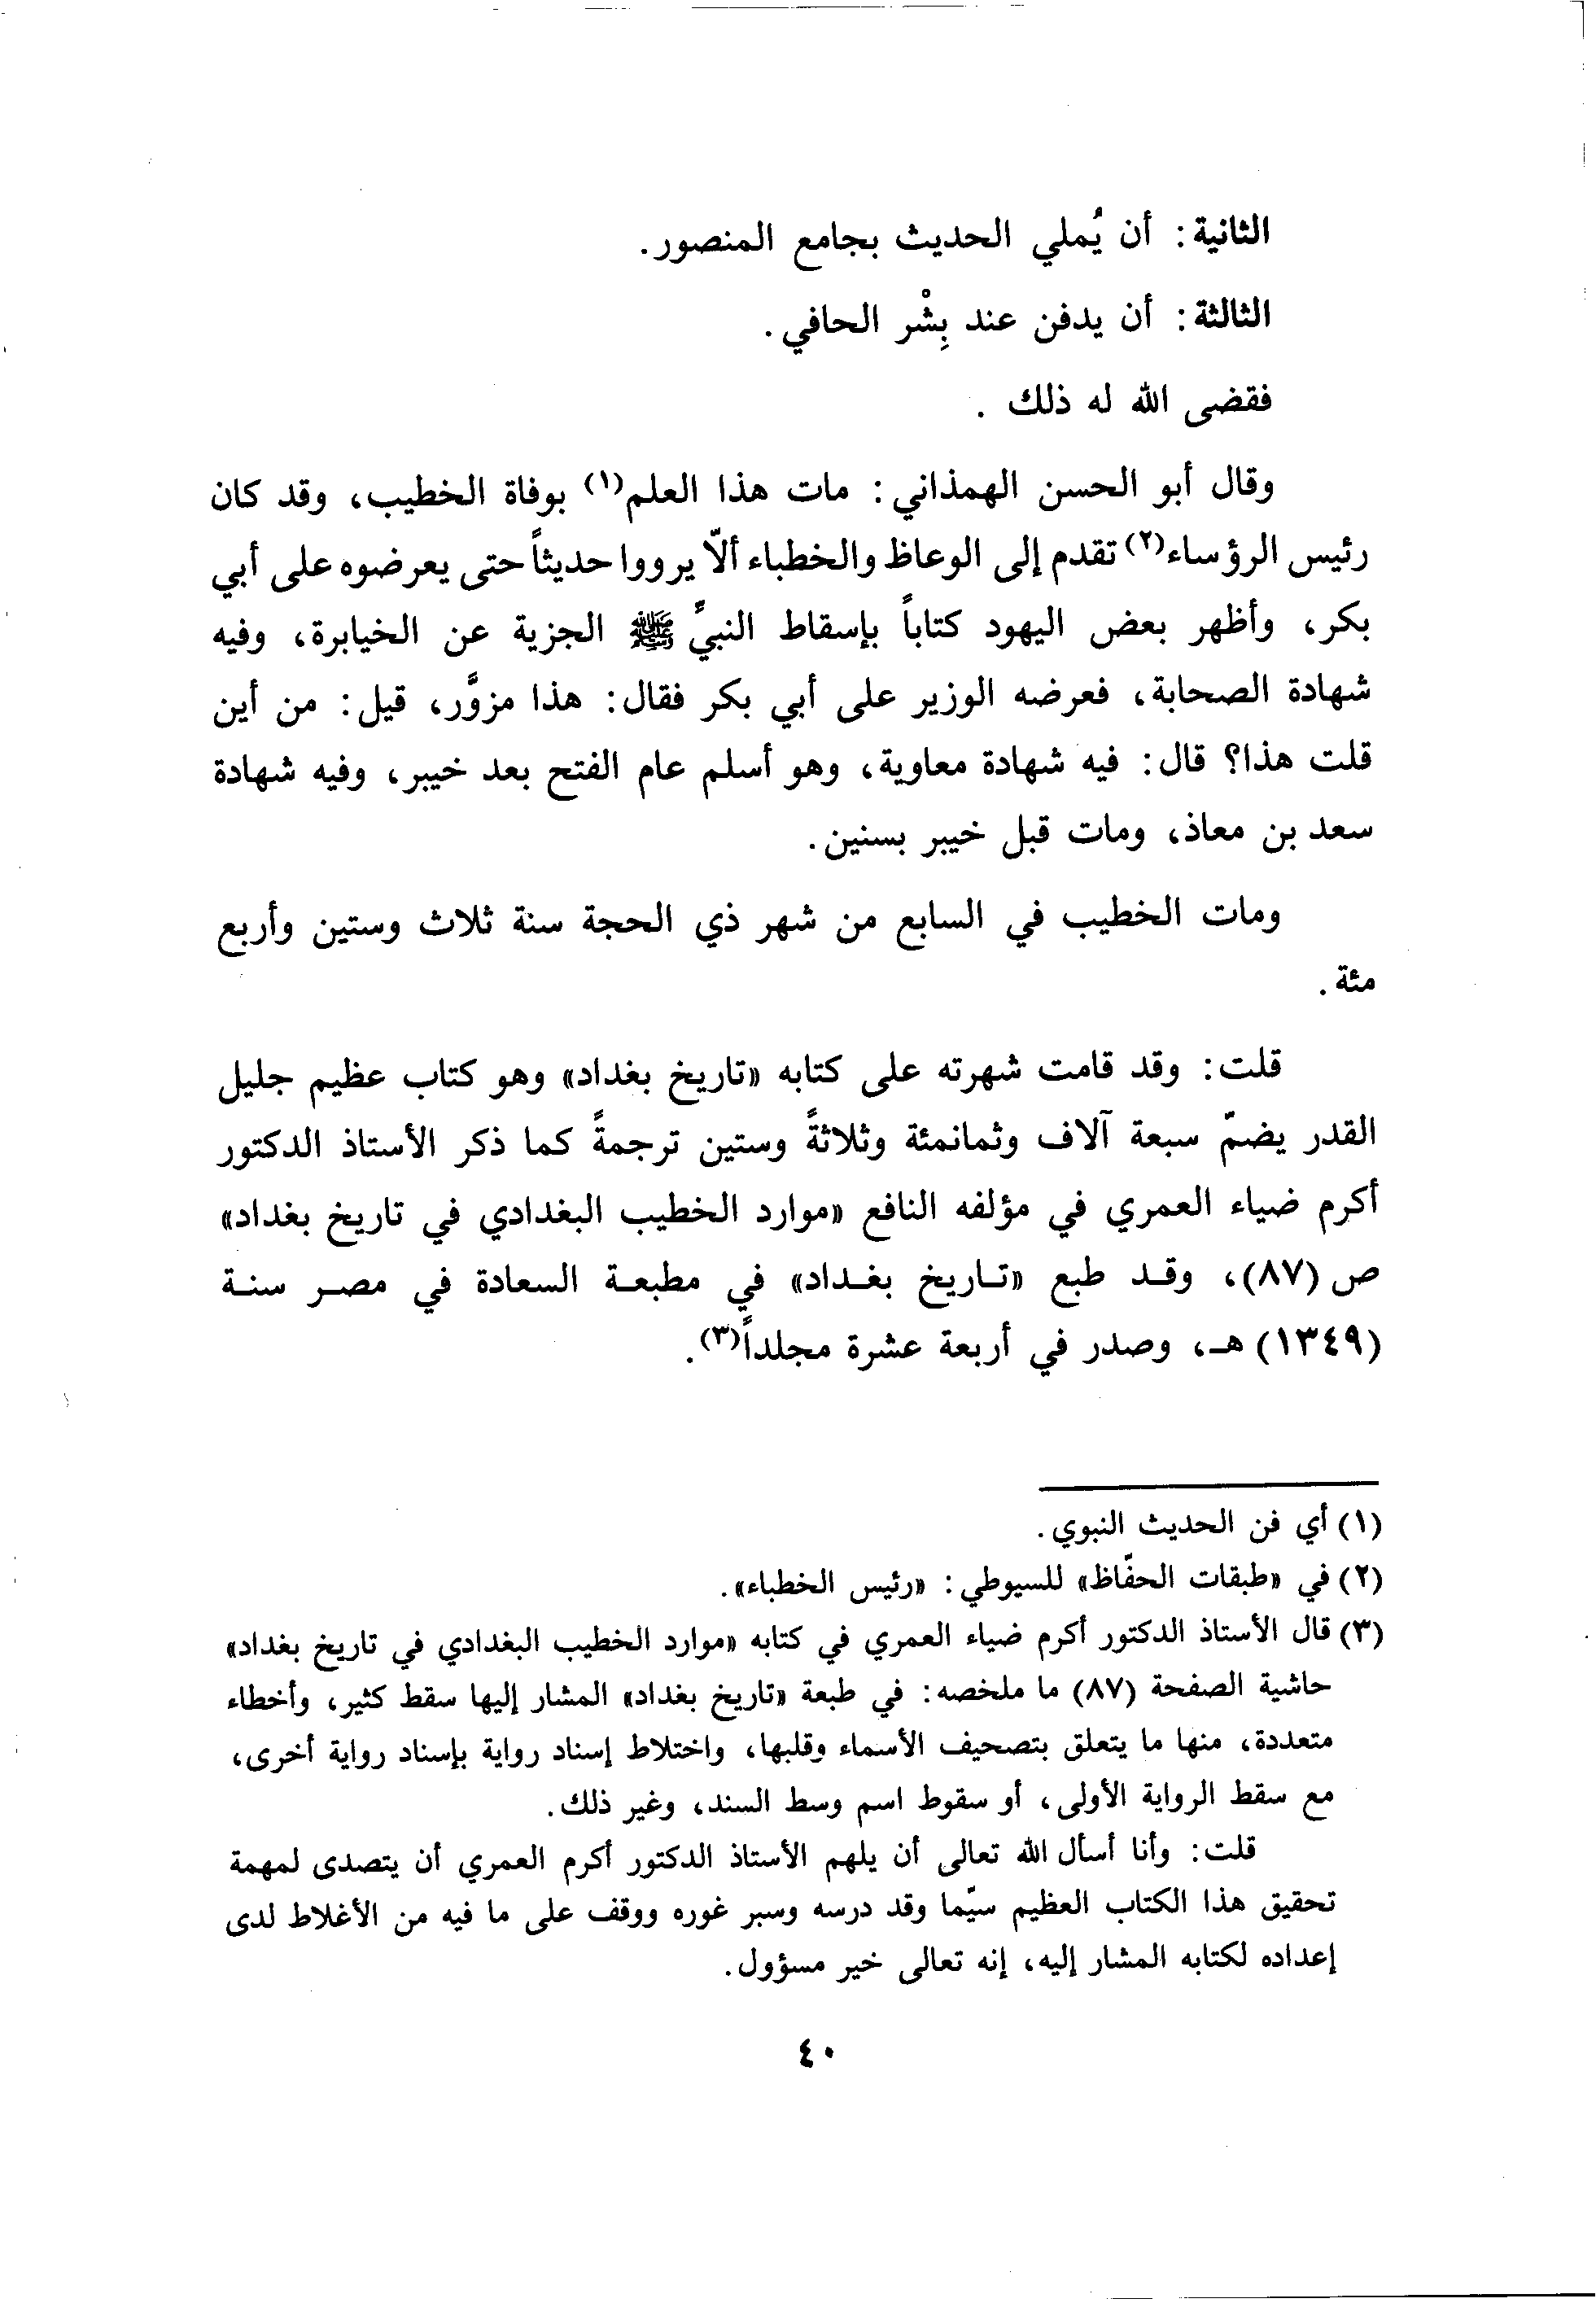 الثانية: أن يُملي الحديث بجامع المنصور.
الثالثة: أن يدفن عند بِشْر الحافي.
فقضى الله له ذلك .
وقال أبو الحسن الهمذاني: مات هذا العلم(١) بوفاة الخطيب، وقد كان
رئيس الرؤساء(٢) تقدم إلى الوعاظ والخطباء ألاّ يرووا حديثاً حتى يعرضوه على أبي
بكر، وأظهر بعض اليهود كتاباً بإسقاط النبيِّ ﷺ الجزية عن الخيابرة، وفيه
شهادة الصحابة، فعرضه الوزير على أبي بكر فقال: هذا مزوَّر، قيل: من أين
قلت هذا؟ قال: فيه شهادة معاوية، وهو أسلم عام الفتح بعد خيبر، وفيه شهادة
سعد بن معاذ، ومات قبل خيبر بسنين.
ومات الخطيب في السابع من شهر ذي الحجة سنة ثلاث وستين وأربع
مئة.
قلت: وقد قامت شهرته على كتابه «تاريخ بغداد» وهو كتاب عظيم جليل
القدر يضمّ سبعة آلاف وثمانمئة وثلاثةً وستين ترجمةً كما ذكر الأستاذ الدكتور
أكرم ضياء العمري في مؤلفه النافع «موارد الخطيب البغدادي في تاريخ بغداد»
ص (٨٧)، وقـد طبع «تـاريخ بغـداد» في مطبعـة السعادة في مصـر سنـة
(١٣٤٩) هـ، وصدر في أربعة عشرة مجلداً(٣).
(١) أي فن الحديث النبوي.
(٢) في «طبقات الحفّاظ» للسيوطي: «رئيس الخطباء».
(٣) قال الأستاذ الدكتور أكرم ضياء العمري في كتابه «موارد الخطيب البغدادي في تاريخ بغداد»
حاشية الصفحة (٨٧) ما ملخصه: في طبعة «تاريخ بغداد» المشار إليها سقط كثير، وأخطاء
متعددة، منها ما يتعلق بتصحيف الأسماء وقلبها، واختلاط إسناد رواية بإسناد رواية أخرى،
مع سقط الرواية الأولى، أو سقوط اسم وسط السند، وغير ذلك.
قلت: وأنا أسأل الله تعالى أن يلهم الأستاذ الدكتور أكرم العمري أن يتصدى لمهمة
تحقيق هذا الكتاب العظيم سيّما وقد درسه وسبر غوره ووقف على ما فيه من الأغلاط لدى
إعداده لكتابه المشار إليه، إنه تعالى خير مسؤول.
٤٠